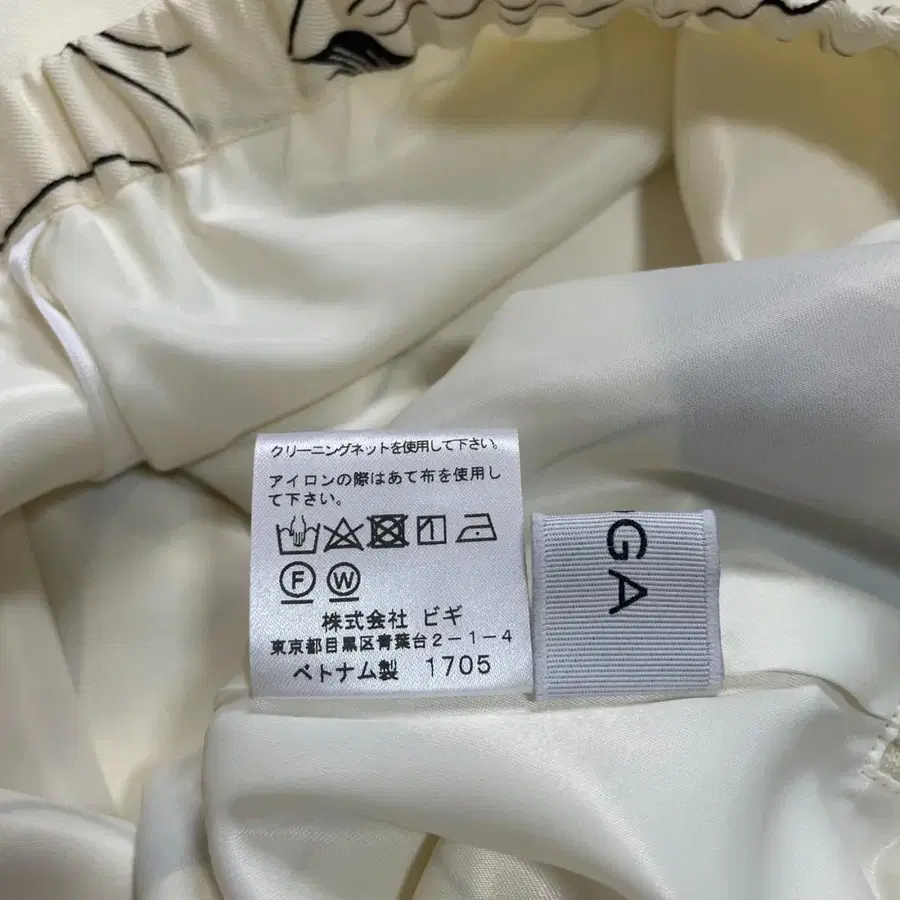 クリーニングネットを使用して下さい。
アイロンの際はあて布を使用し
て下さい。
F W
株式会社 ビギ
東京都目黒区青葉台2-1-4
ベトナム製 1705
GA